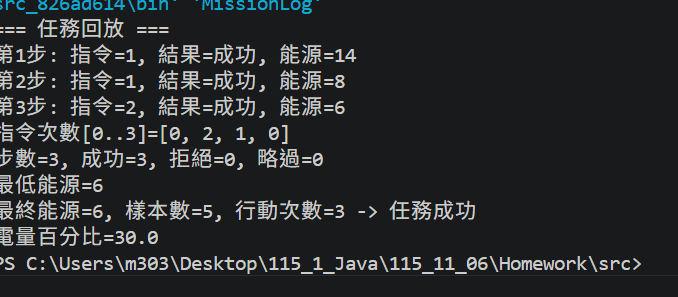 src_826ad614\bin' 'MissionLog'
=== 任務回放 ===
第1步: 指令=1, 結果=成功, 能源=14
第2步: 指令=1, 結果=成功, 能源=8
第3步: 指令=2, 結果=成功, 能源=6
指令次數[0..3]=[0, 2, 1, 0]
步數=3, 成功=3, 拒絕=0, 略過=0
最低能源=6
最終能源=6, 樣本數=5, 行動次數=3 -> 任務成功
電量百分比=30.0
PS C:\Users\m303\Desktop\115_1_Java\115_11_06\Homework\src>